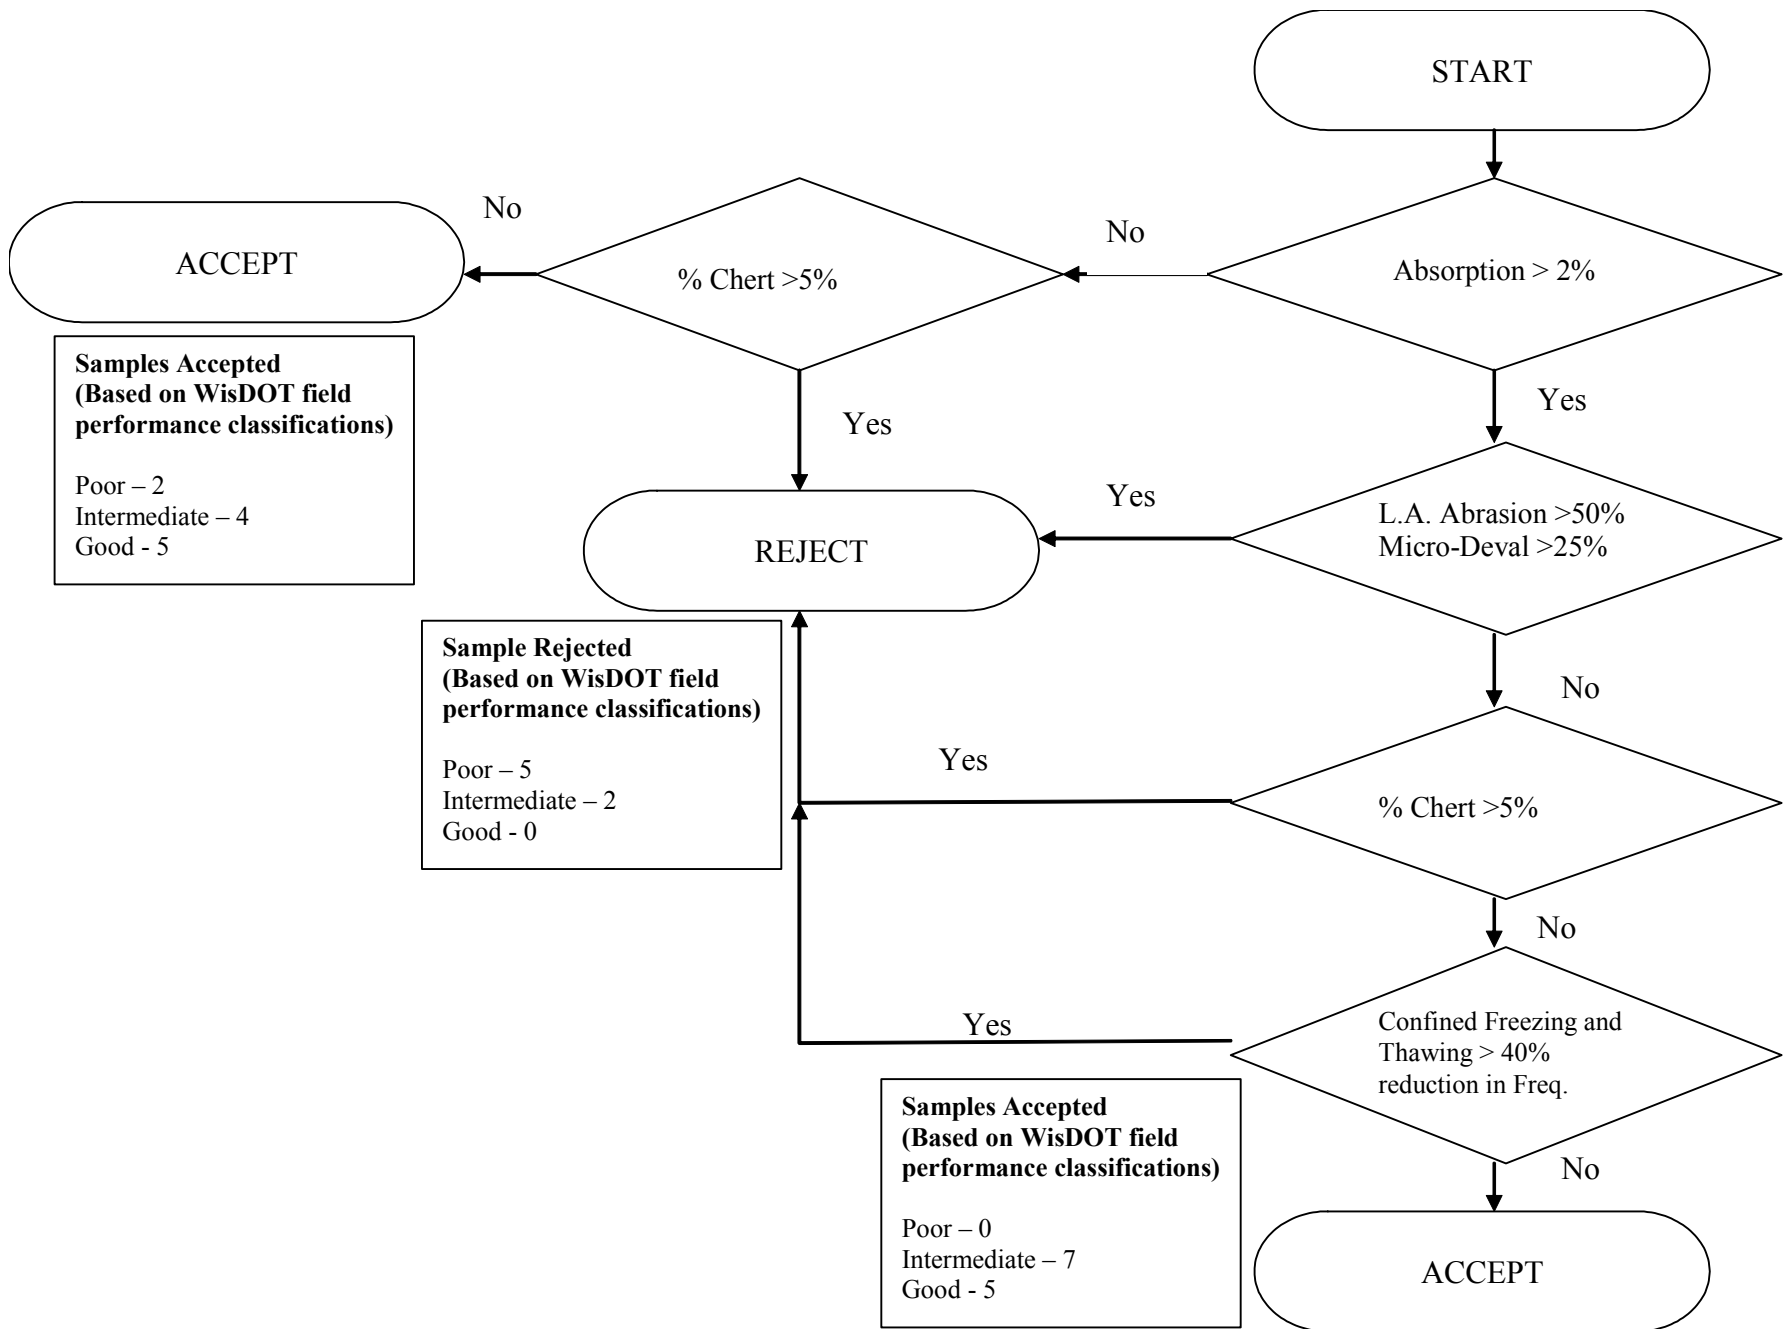 START
No
No
ACCEPT
% Chert >5%
Absorption > 2%
Samples Accepted
(Based on WisDOT field
performance classifications)
Poor – 2
Intermediate – 4
Good - 5
Yes
Yes
Yes
REJECT
L.A. Abrasion >50%
Micro-Deval >25%
Sample Rejected
(Based on WisDOT field
performance classifications)
Poor – 5
Intermediate – 2
Good - 0
No
Yes
% Chert >5%
No
Yes
Confined Freezing and
Thawing > 40%
reduction in Freq.
Samples Accepted
(Based on WisDOT field
performance classifications)
Poor – 0
Intermediate – 7
Good - 5
No
ACCEPT